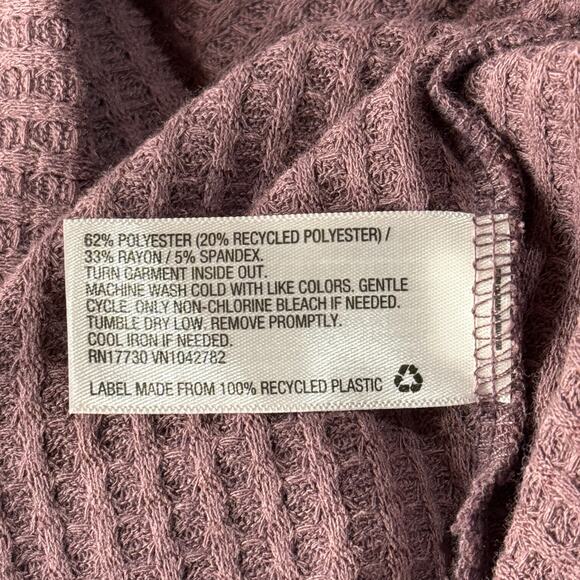 62% POLYESTER (20% RECYCLED POLYESTER) /
33% RAYON / 5% SPANDEX.
TURN GARMENT INSIDE OUT.
MACHINE WASH COLD WITH LIKE COLORS. GENTLE
CYCLE. ONLY NON-CHLORINE BLEACH IF NEEDED.
TUMBLE DRY LOW, REMOVE PROMPTLY.
COOL IRON IF NEEDED.
RN17730 VN1042782
LABEL MADE FROM 100% RECYCLED PLASTIC